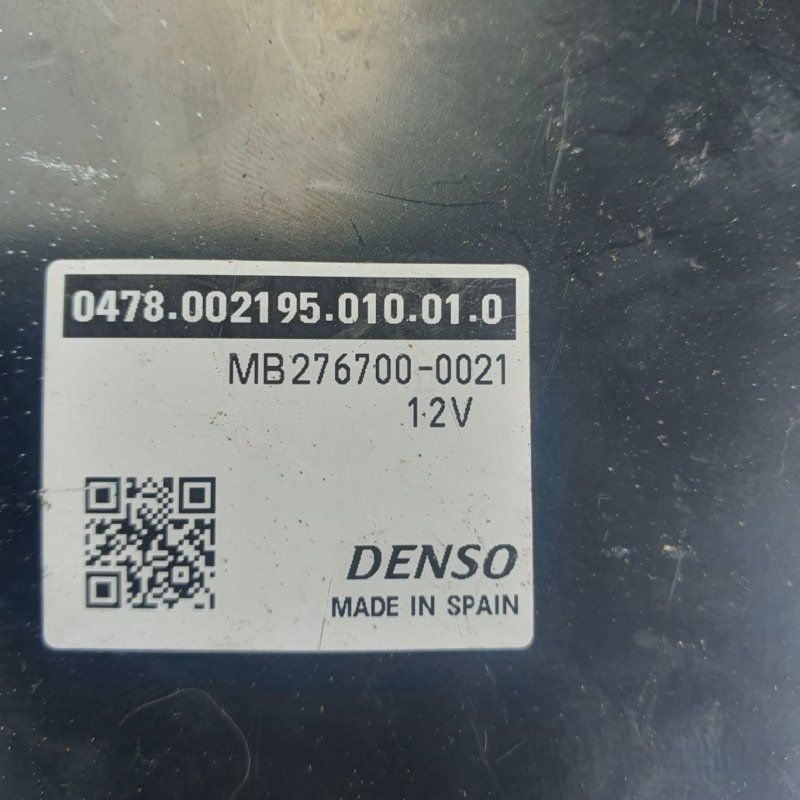 0478.002195.010.01.0
MB276700-0021
12V
DENSO
MADE IN SPAIN